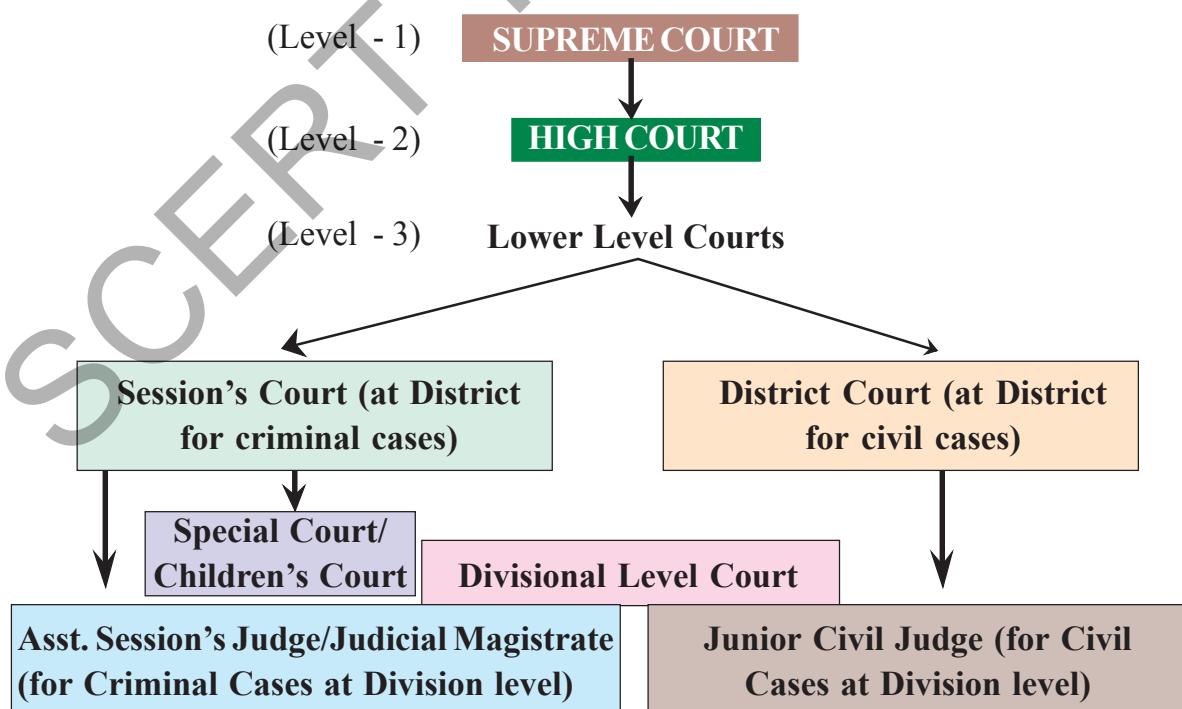 (Level - 1) SUPREME COURT
(Level - 2) HIGH COURT
(Level - 3) Lower Level Courts
Session's Court (at District
for criminal cases)
District Court (at District
for civil cases)
Special Court/
Children's Court
Divisional Level Court
Asst. Session's Judge/Judicial Magistrate
(for Criminal Cases at Division level)
Junior Civil Judge (for Civil
Cases at Division level)
SCERT